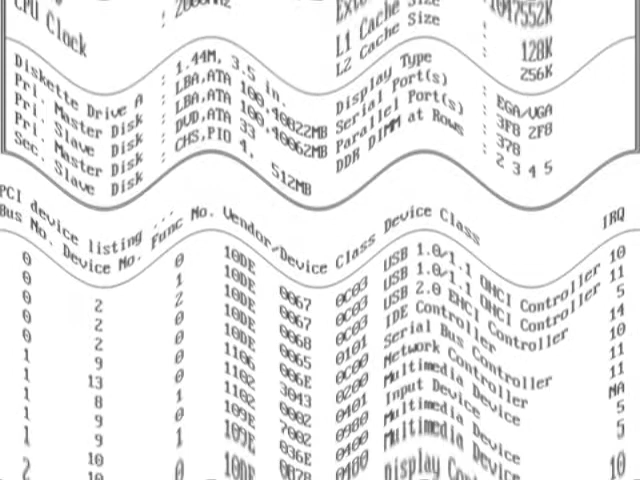 CPU Clock :
L1 Cache Size : 128K
L2 Cache Size : 256K
Diskette Drive A : 1.44M, 3.5 in. Display Type : EGA/VGA
Pri. Master Disk : LBA,ATA 100,40022MB Serial Port(s) : 3F8 2F8
Pri. Slave Disk : LBA,ATA 100,40062MB Parallel Port(s) : 378
Master Disk : DVD,ATA 33 DDR DIMM at Rows : 2 3 4 5
Sec. Slave Disk : CHS,PIO 4, 512MB
PCI device listing ...
Bus No. Device No. Func No. Vendor/Device Class Device Class IRQ
0 2 0 10DE 0067 0C03 USB 1.0/1.1 OHCI Controller 10
0 2 1 10DE 0067 0C03 USB 1.0/1.1 OHCI Controller 11
0 2 2 10DE 0068 0C03 USB 2.0 EHCI Controller 5
0 9 0 10DE 0065 0101 IDE Controller 14
0 13 0 10DE 006E 0C00 Serial Bus Controller 10
1 8 0 1106 3043 0200 Network Controller 11
1 9 0 1102 0002 0401 Multimedia Device 11
1 9 1 1102 7002 0980 Input Device NA
1 10 0 109E 036E 0400 Multimedia Device 5
1 10 1 109E 0878 0480 Multimedia Device 5
2 0 10DE Display 10